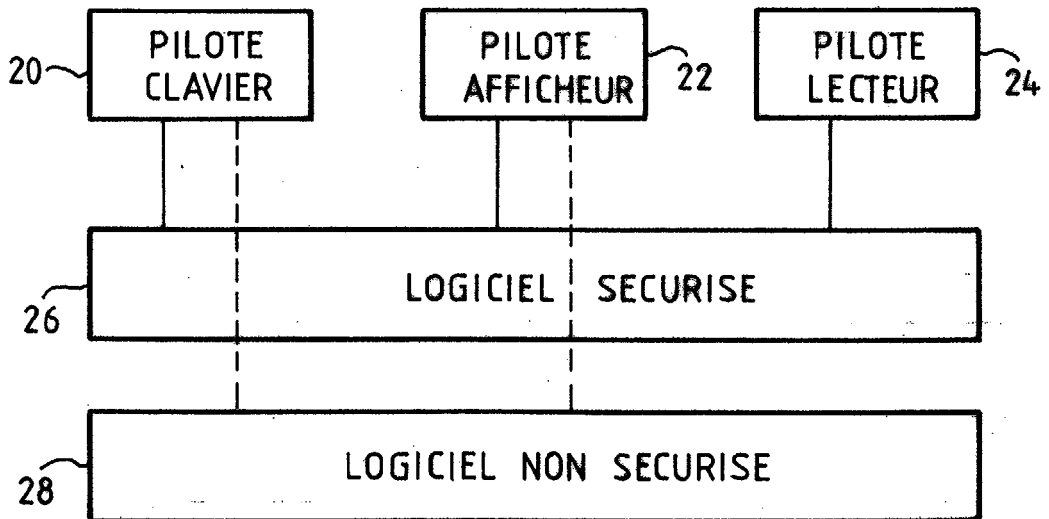 20
PILOTE
CLAVIER
PILOTE
AFFICHEUR
22
PILOTE
LECTEUR
24
LOGICIEL SECURISE
26
LOGICIEL NON SECURISE
28